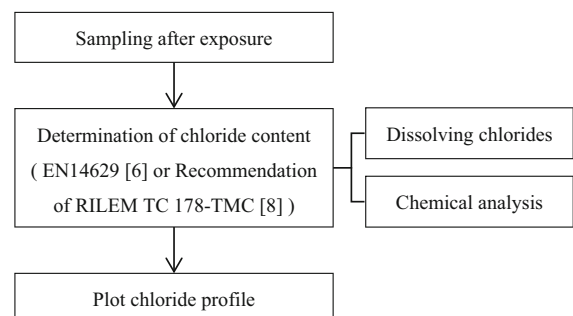 Sampling after exposure
Determination of chloride content
( EN14629 [6] or Recommendation
of RILEM TC 178-TMC [8] )
Dissolving chlorides
Chemical analysis
Plot chloride profile